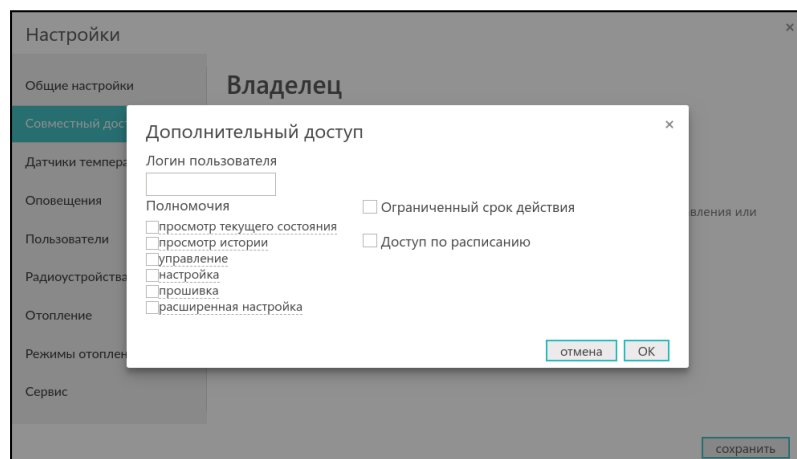 Настройки
×
Общие настройки
Владелец
Совместный дос
Датчики темпера
Оповещения
Пользователи
Радиоустройства
Отопление
Режимы отоплен
Сервис
Дополнительный доступ
×
Логин пользователя
Полномочия
просмотр текущего состояния
просмотр истории
управление
настройка
прошивка
расширенная настройка
Ограниченный срок действия
Доступ по расписанию
вления или
отмена
ОК
сохранить